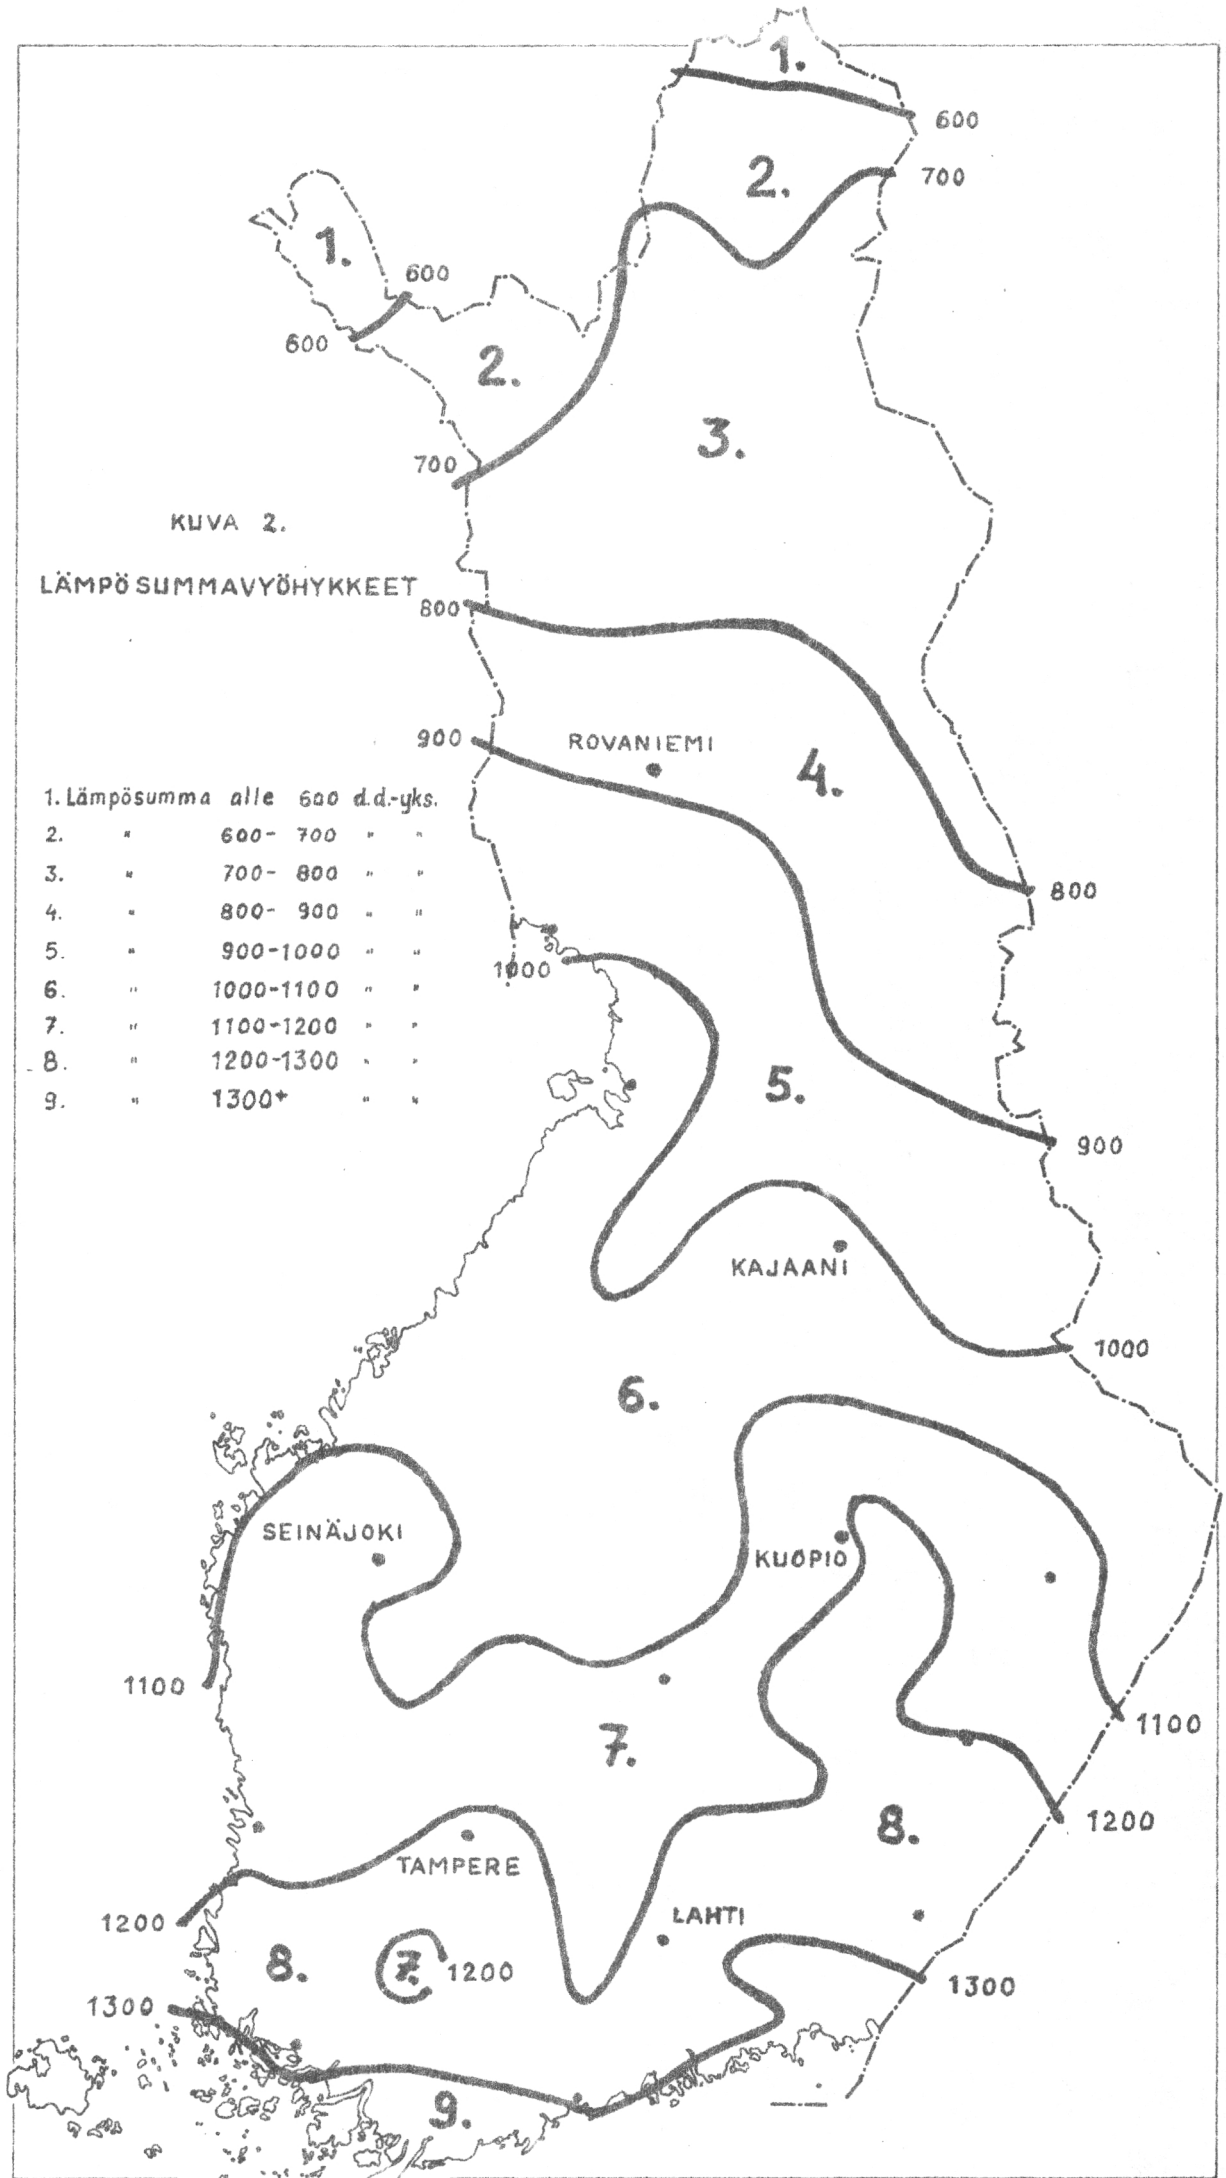 1.
600
2.
700
1.
600
600
2.
3.
700
KUVA 2.
LÄMPÖSUMMAVYÖHYKKEET
800
900
ROVANIEMI
4.
1. Lämpösumma alle 600 d.d.-yks.
2. " 600- 700 " "
3. " 700- 800 " "
4. " 800- 900 " "
5. " 900-1000 " "
6. " 1000-1100 " "
7. " 1100-1200 " "
8. " 1200-1300 " "
9. " 1300+ " "
800
1000
5.
900
KAJAANI
1000
6.
SEINÄJOKI
KUOPIO
1100
1100
7.
1200
8.
TAMPERE
LAHTI
1200
8.
7. 1200
1300
1300
9.